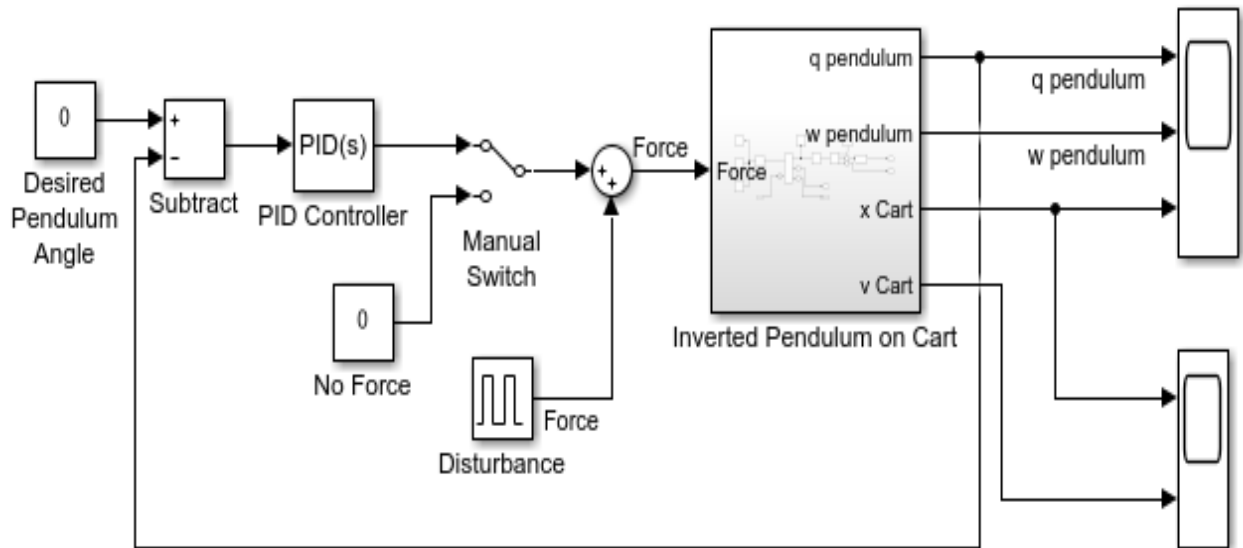 0
Desired
Pendulum
Angle
+
−
Subtract
PID(s)
PID Controller
Manual
Switch
0
No Force
Force
Disturbance
+
+
Force
Force
q pendulum
w pendulum
x Cart
v Cart
Inverted Pendulum on Cart
q pendulum
w pendulum